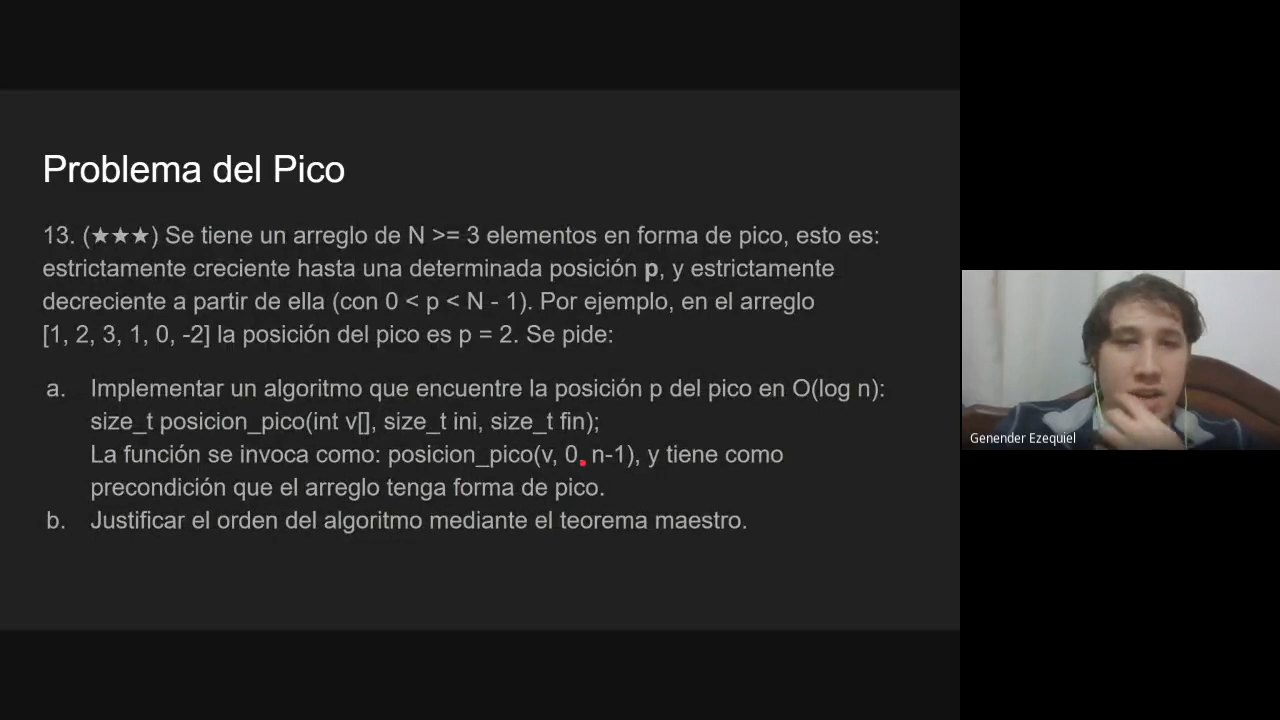 Problema del Pico
13. (★★★) Se tiene un arreglo de N >= 3 elementos en forma de pico, esto es:
estrictamente creciente hasta una determinada posición p, y estrictamente
decreciente a partir de ella (con 0 < p < N - 1). Por ejemplo, en el arreglo
[1, 2, 3, 1, 0, -2] la posición del pico es p = 2. Se pide:
a. Implementar un algoritmo que encuentre la posición p del pico en O(log n):
size_t posicion_pico(int v[], size_t ini, size_t fin);
La función se invoca como: posicion_pico(v, 0, n-1), y tiene como
precondición que el arreglo tenga forma de pico.
b. Justificar el orden del algoritmo mediante el teorema maestro.
Genender Ezequiel